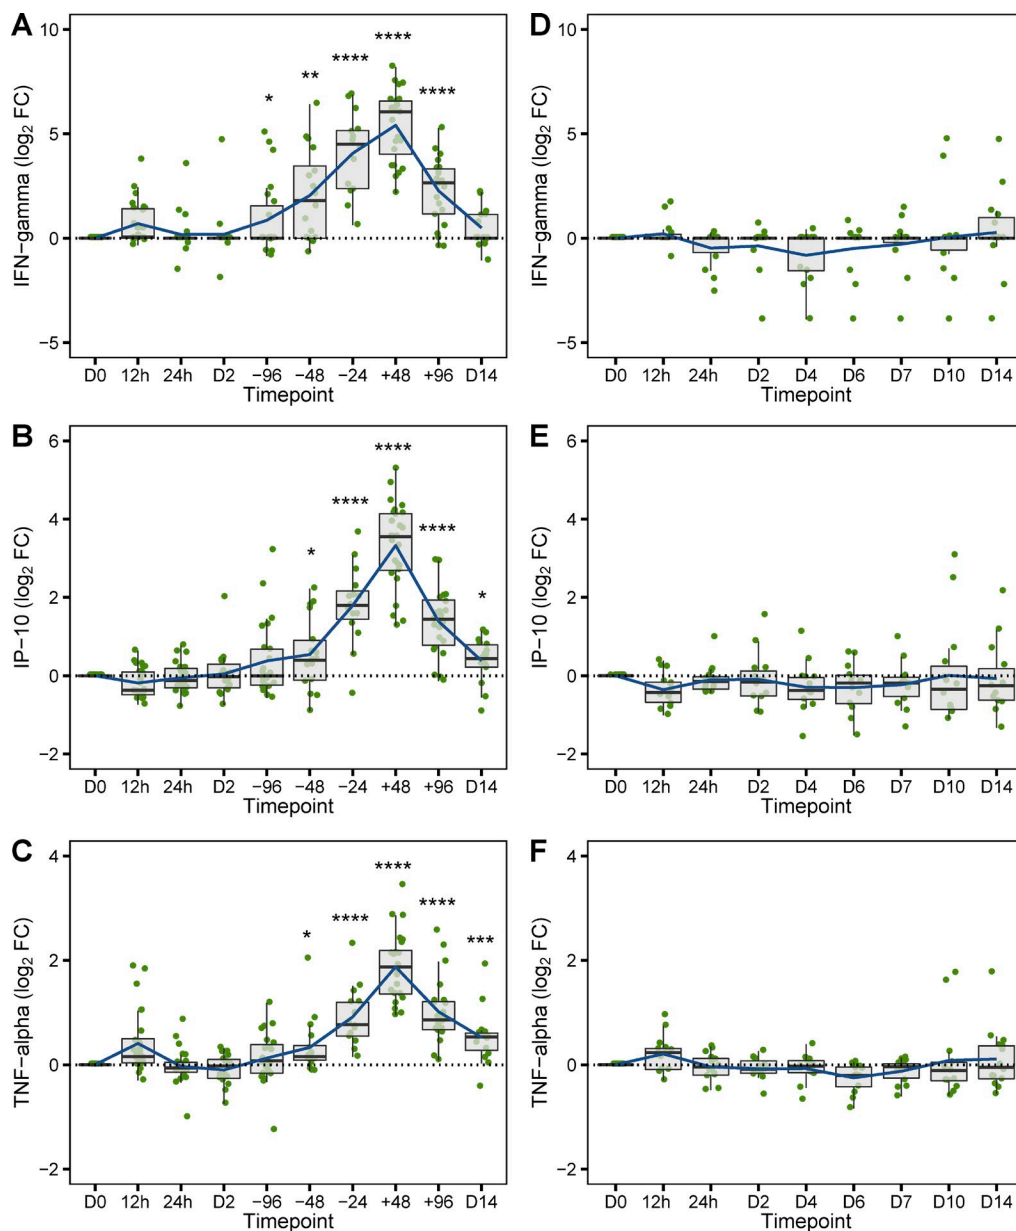 A
IFN−gamma (log2 FC)
10
5
0
−5
* ** **** **** ****
D0 12h 24h D2 −96 −48 −24 +48 +96 D14
Timepoint
D
IFN−gamma (log2 FC)
10
5
0
−5
D0 12h 24h D2 D4 D6 D7 D10 D14
Timepoint
B
IP−10 (log2 FC)
6
4
2
0
−2
* **** **** **** *
D0 12h 24h D2 −96 −48 −24 +48 +96 D14
Timepoint
E
IP−10 (log2 FC)
6
4
2
0
−2
D0 12h 24h D2 D4 D6 D7 D10 D14
Timepoint
C
TNF−alpha (log2 FC)
4
2
0
−2
* **** **** **** ***
D0 12h 24h D2 −96 −48 −24 +48 +96 D14
Timepoint
F
TNF−alpha (log2 FC)
4
2
0
−2
D0 12h 24h D2 D4 D6 D7 D10 D14
Timepoint